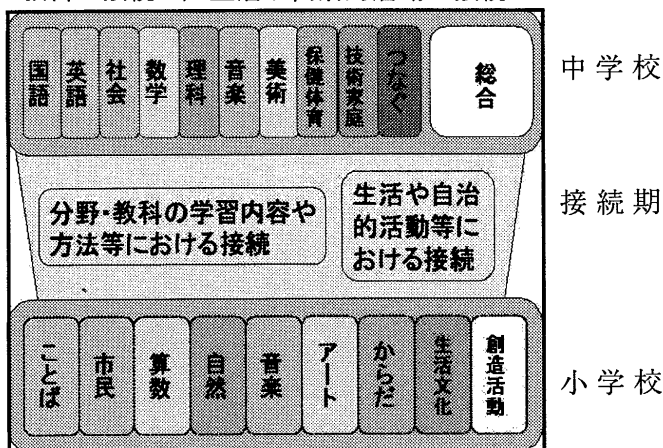 国語
英語
社会
数学
理科
音楽
美術
保健体育
技術家庭
つなぐ
総合
中学校
分野・教科の学習内容や
方法等における接続
生活や自治
的活動等に
おける接続
接続期
ことば
市民
算数
自然
音楽
アート
からだ
生活文化
創造活動
小学校